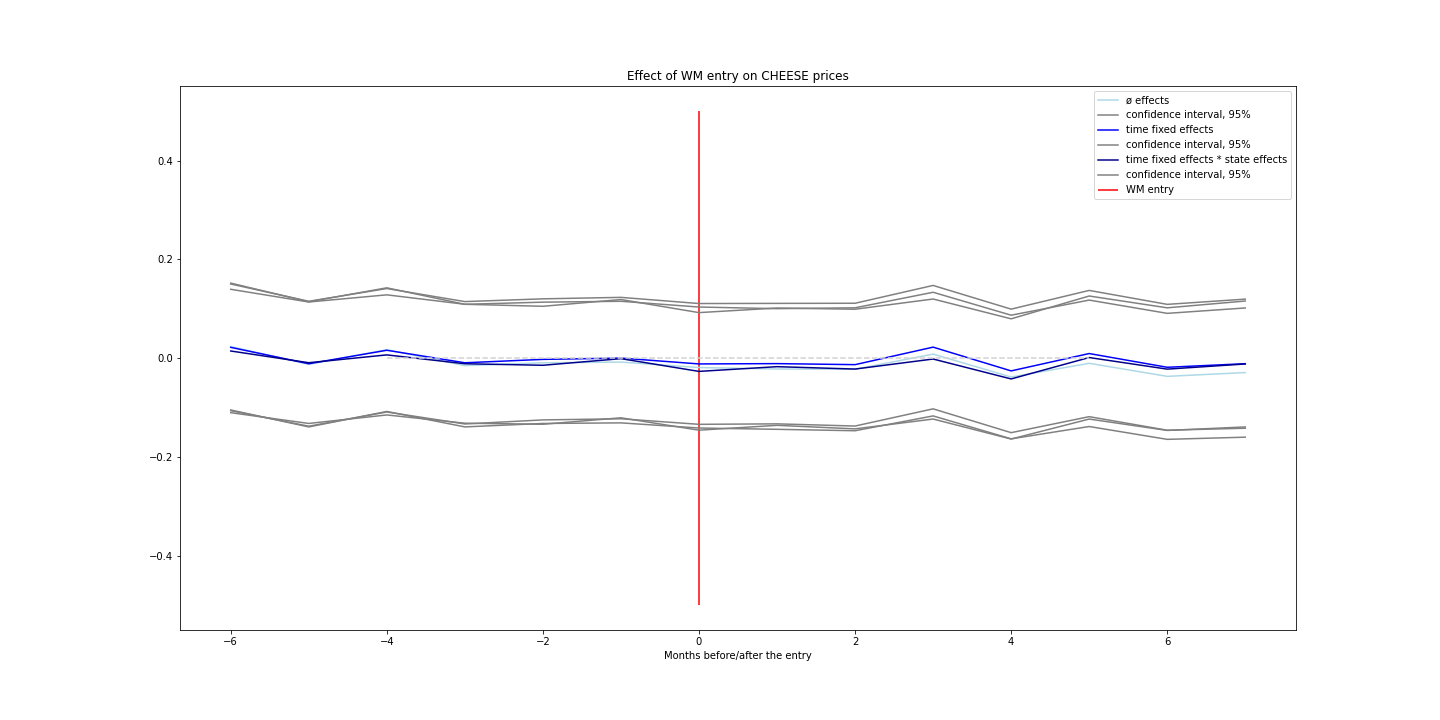 Effect of WM entry on CHEESE prices
ø effects
confidence interval, 95%
time fixed effects
confidence interval, 95%
time fixed effects * state effects
confidence interval, 95%
WM entry
0.4
0.2
0.0
−0.2
−0.4
−6
−4
−2
0
2
4
6
Months before/after the entry